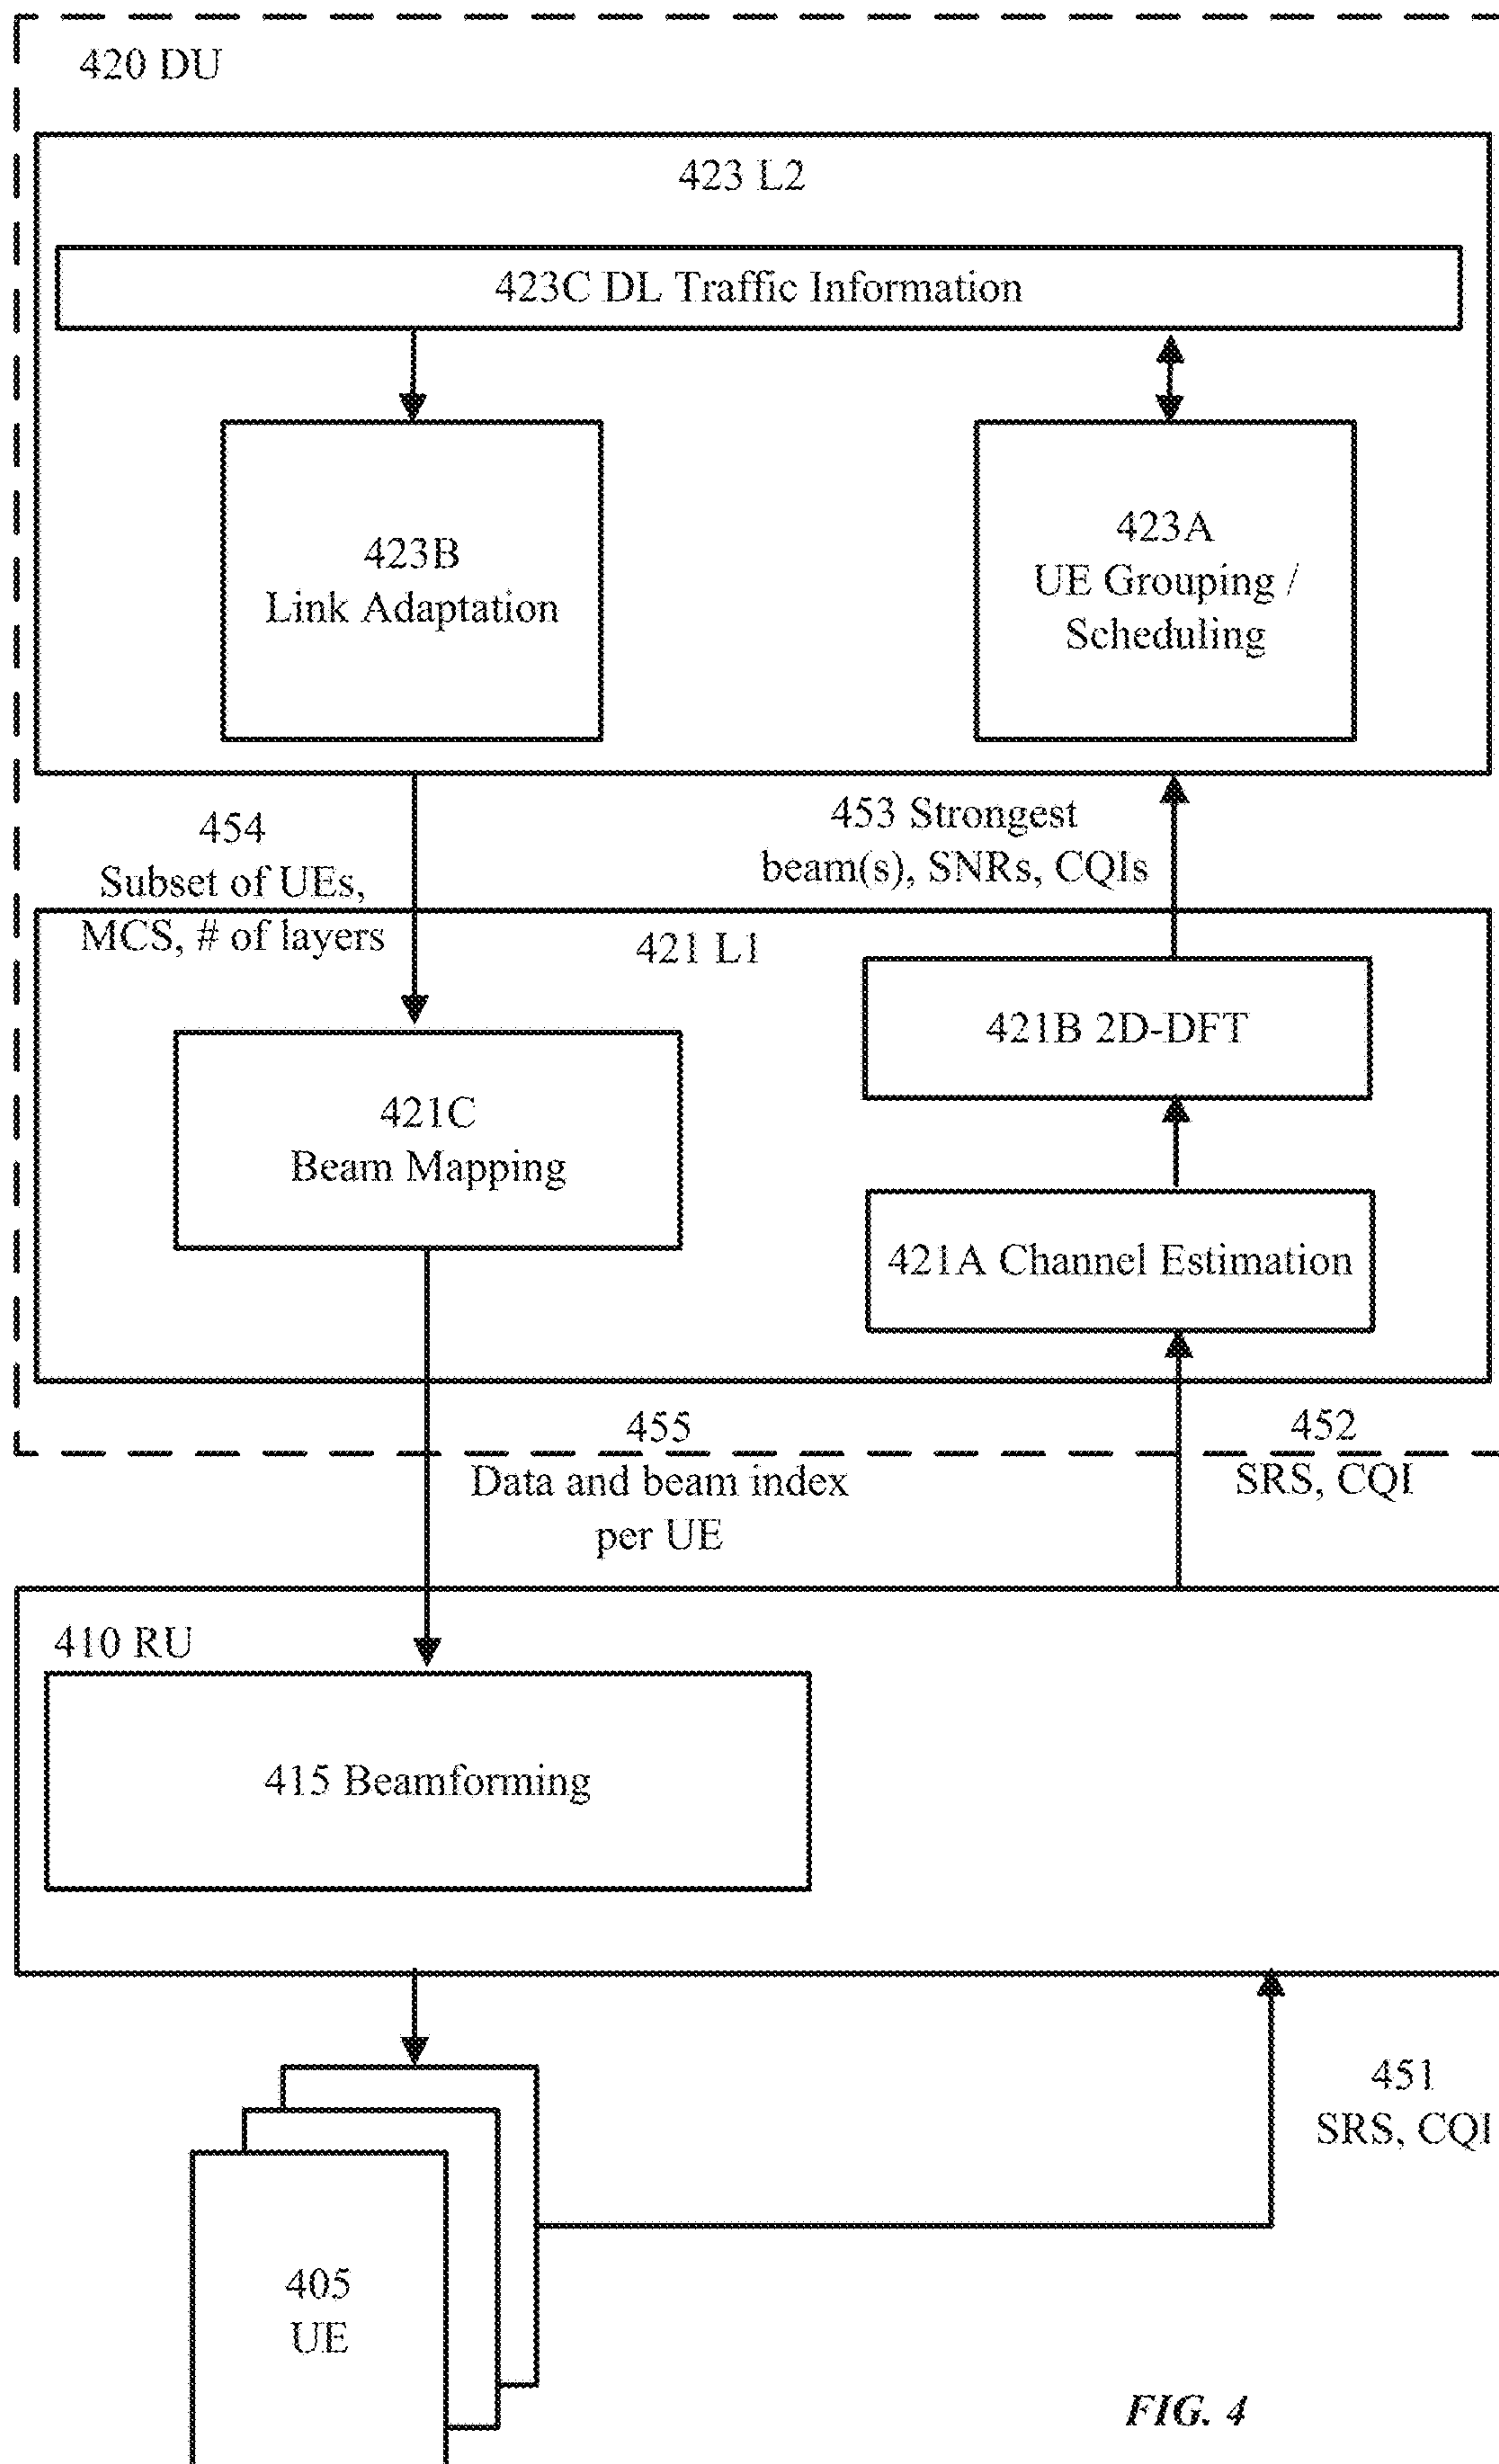 420 DU
423 L2
423C DL Traffic Information
423B
Link Adaptation
423A
UE Grouping /
Scheduling
454
Subset of UEs,
MCS, # of layers
453 Strongest
beam(s), SNRs, CQIs
421 L1
421B 2D-DFT
421C
Beam Mapping
421A Channel Estimation
455
Data and beam index
per UE
452
SRS, CQI
410 RU
415 Beamforming
451
SRS, CQI
405
UE
FIG. 4